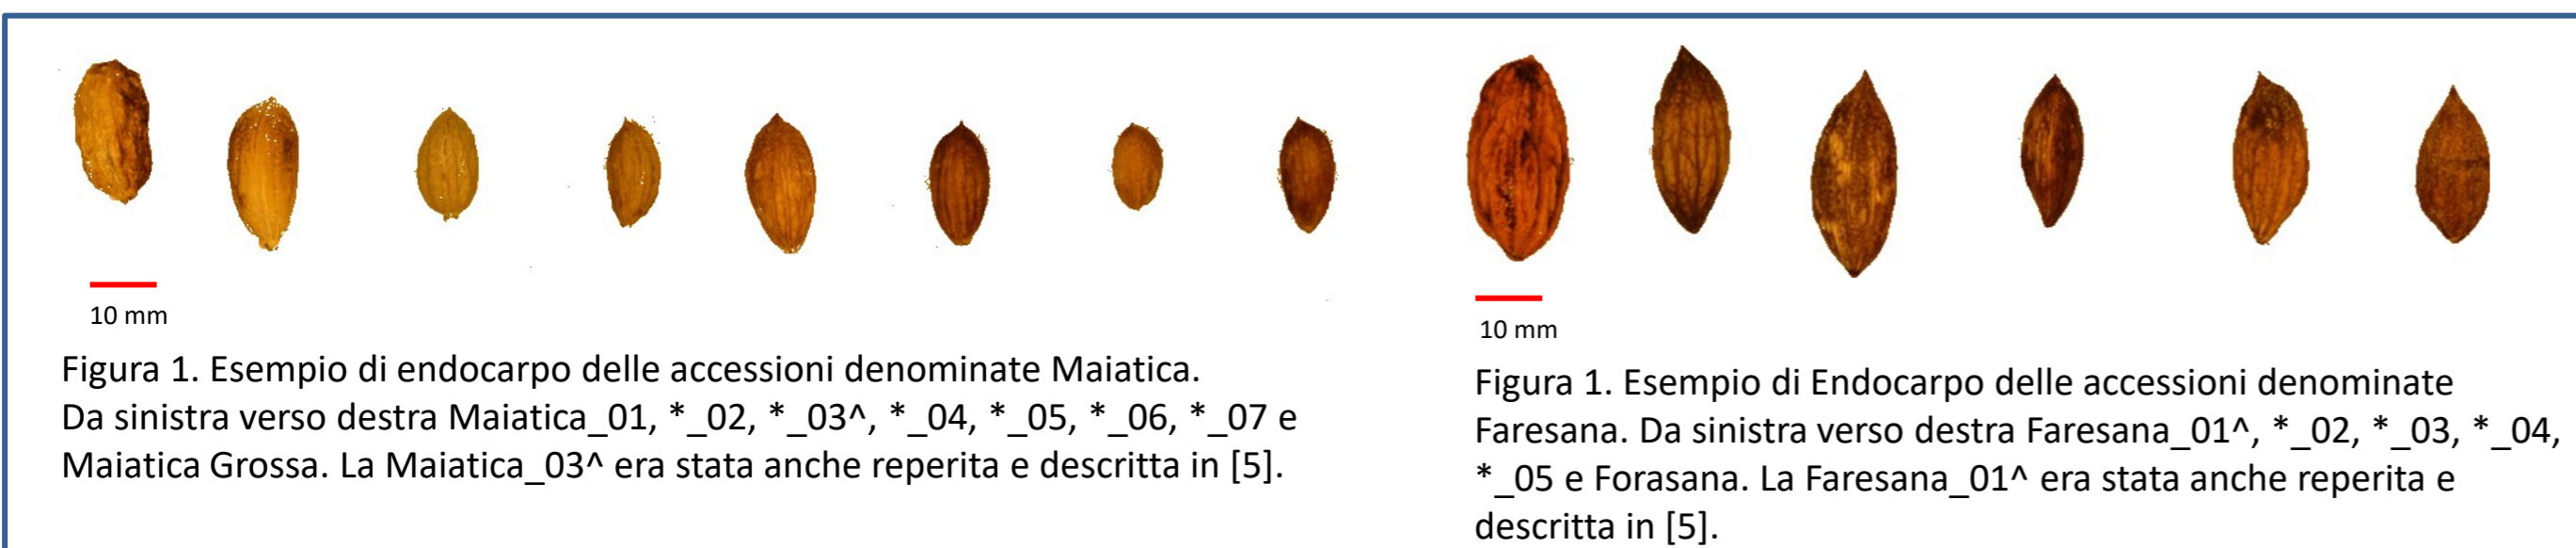 10 mm
Figura 1. Esempio di endocarpo delle accessioni denominate Maiatica.
Da sinistra verso destra Maiatica_01, *_02, *_03^, *_04, *_05, *_06, *_07 e
Maiatica Grossa. La Maiatica_03^ era stata anche reperita e descritta in [5].
10 mm
Figura 1. Esempio di Endocarpo delle accessioni denominate
Faresana. Da sinistra verso destra Faresana_01^, *_02, *_03, *_04,
*_05 e Forasana. La Faresana_01^ era stata anche reperita e
descritta in [5].